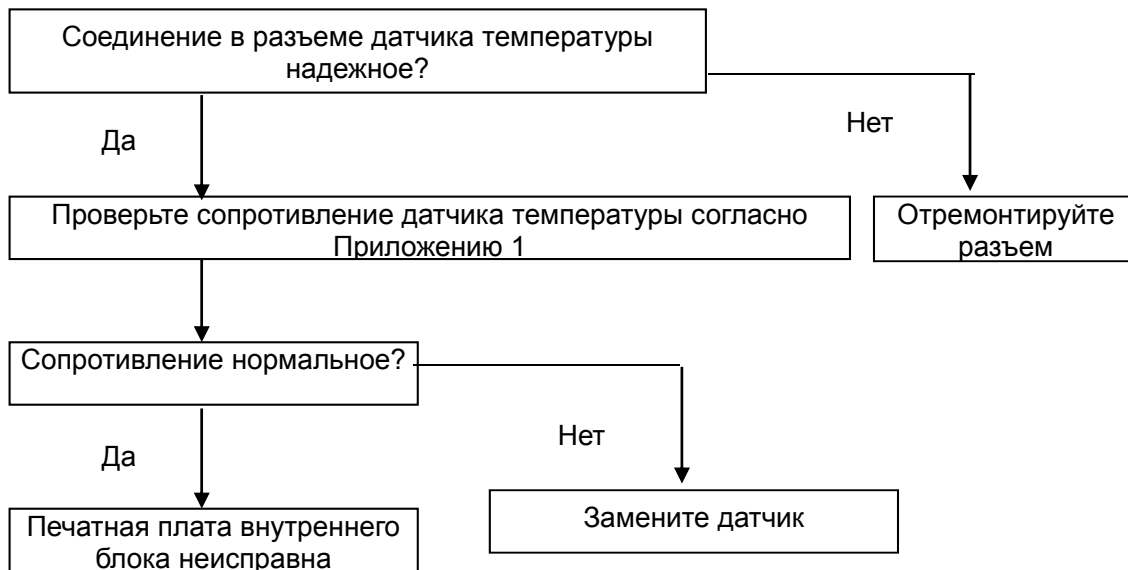 Соединение в разъеме датчика температуры
надежное?
Да
Нет
Проверьте сопротивление датчика температуры согласно
Приложению 1
Отремонтируйте
разъем
Сопротивление нормальное?
Да
Нет
Замените датчик
Печатная плата внутреннего
блока неисправна